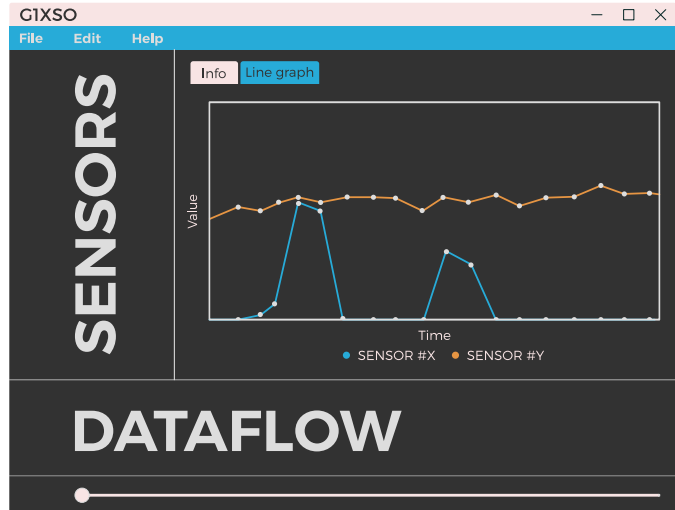 G1XSO
File Edit Help
SENSORS
Info Line graph
Value
Time
SENSOR #X SENSOR #Y
DATAFLOW